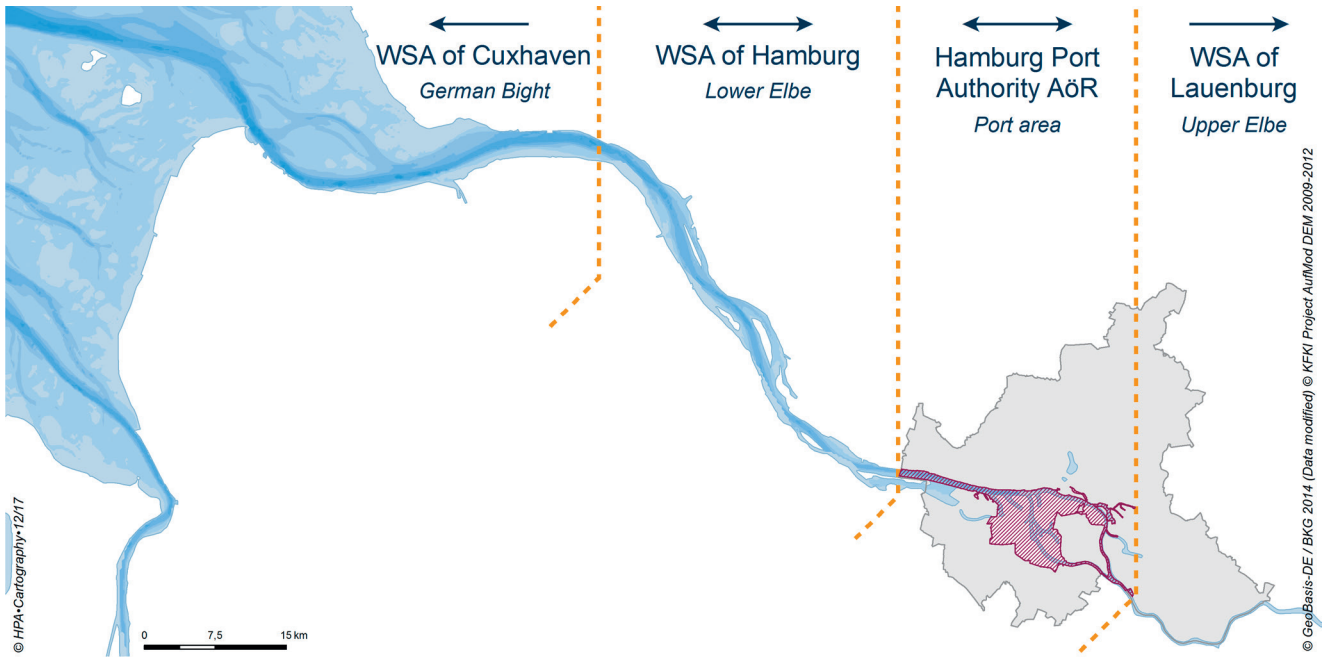 WSA of Cuxhaven
German Bight
WSA of Hamburg
Lower Elbe
Hamburg Port
Authority AöR
Port area
WSA of
Lauenburg
Upper Elbe
© HPA•Cartography•12/17
0 7,5 15 km
© GeoBasis-DE / BKG 2014 (Data modified) © KFKI Project AufMod DEM 2009-2012